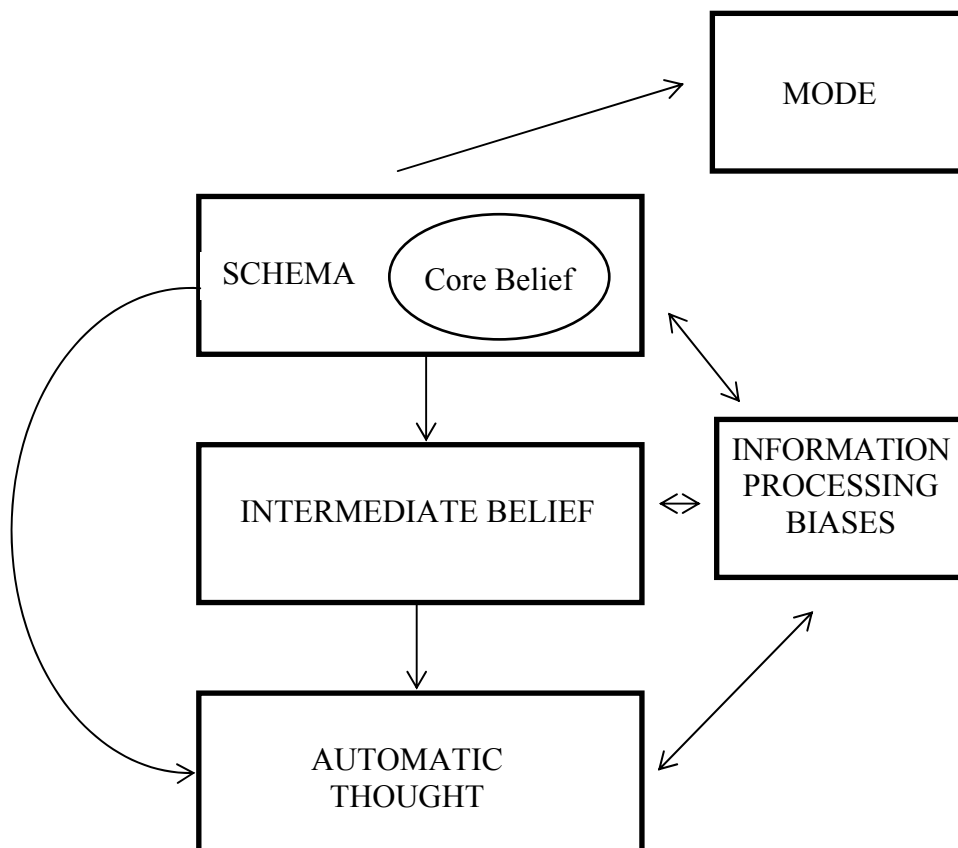 MODE
SCHEMA
Core Belief
INTERMEDIATE BELIEF
INFORMATION
PROCESSING
BIASES
AUTOMATIC
THOUGHT